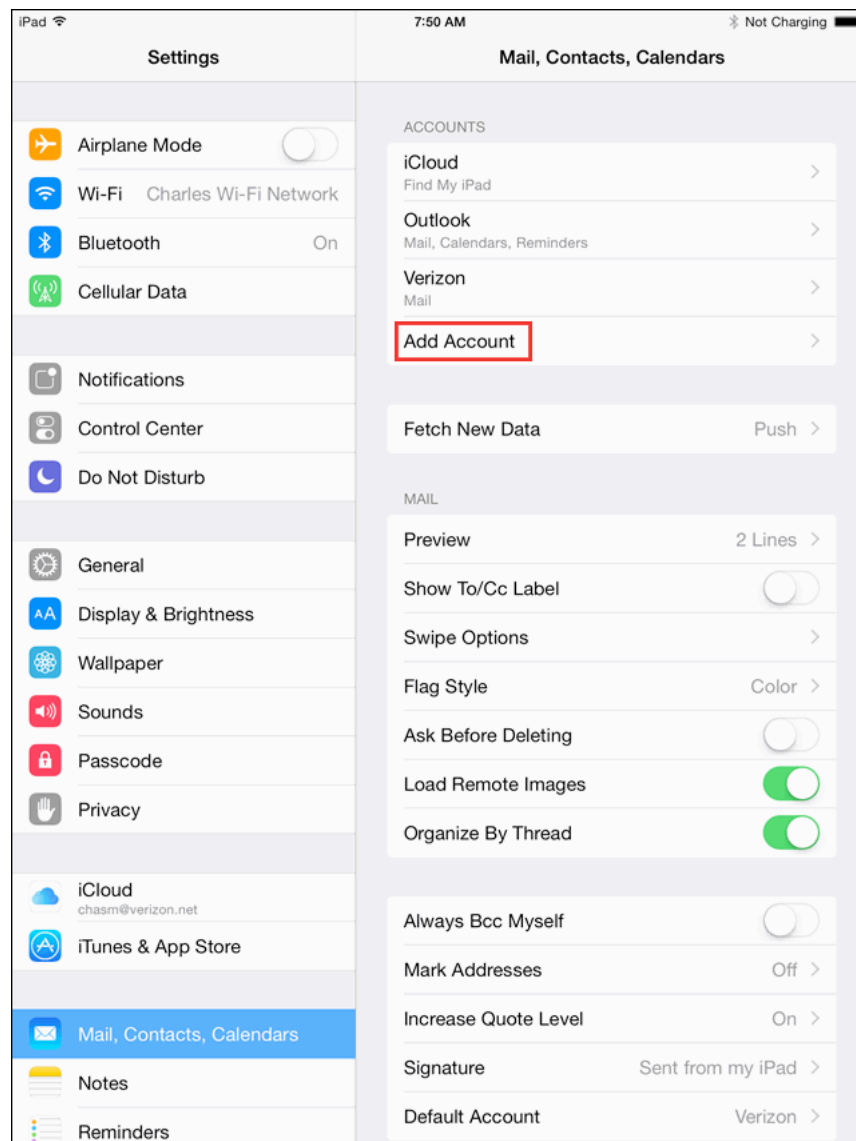 iPad
7:50 AM
Not Charging
Settings
Airplane Mode
Wi-Fi Charles Wi-Fi Network
Bluetooth On
Cellular Data
Notifications
Control Center
Do Not Disturb
General
AA Display & Brightness
Wallpaper
Sounds
Passcode
Privacy
iCloud
chasm@verizon.net
iTunes & App Store
Mail, Contacts, Calendars
Notes
Reminders
Mail, Contacts, Calendars
ACCOUNTS
iCloud
Find My iPad
Outlook
Mail, Calendars, Reminders
Verizon
Mail
Add Account
Fetch New Data Push
MAIL
Preview 2 Lines
Show To/Cc Label
Swipe Options
Flag Style Color
Ask Before Deleting
Load Remote Images
Organize By Thread
Always Bcc Myself
Mark Addresses Off
Increase Quote Level On
Signature Sent from my iPad
Default Account Verizon